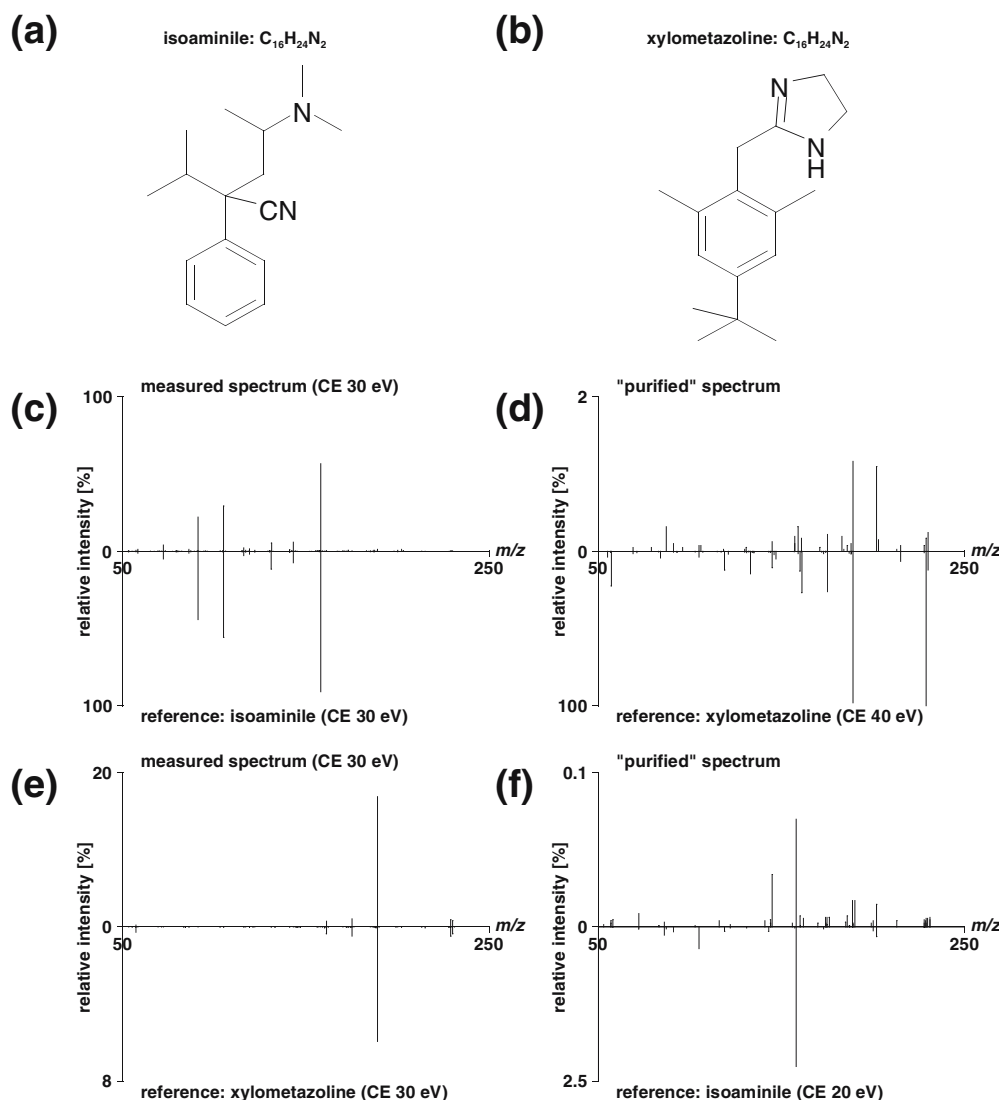 (a)
isoaminile: C16H24N2
N
CN
(b)
xylometazoline: C16H24N2
N
N
H
(c)
measured spectrum (CE 30 eV)
100
relative intensity [%]
0
m/z
50
250
100
reference: isoaminile (CE 30 eV)
(d)
"purified" spectrum
2
relative intensity [%]
0
m/z
50
250
100
reference: xylometazoline (CE 40 eV)
(e)
measured spectrum (CE 30 eV)
20
relative intensity [%]
0
m/z
50
250
8
reference: xylometazoline (CE 30 eV)
(f)
"purified" spectrum
0.1
relative intensity [%]
0
m/z
50
250
2.5
reference: isoaminile (CE 20 eV)